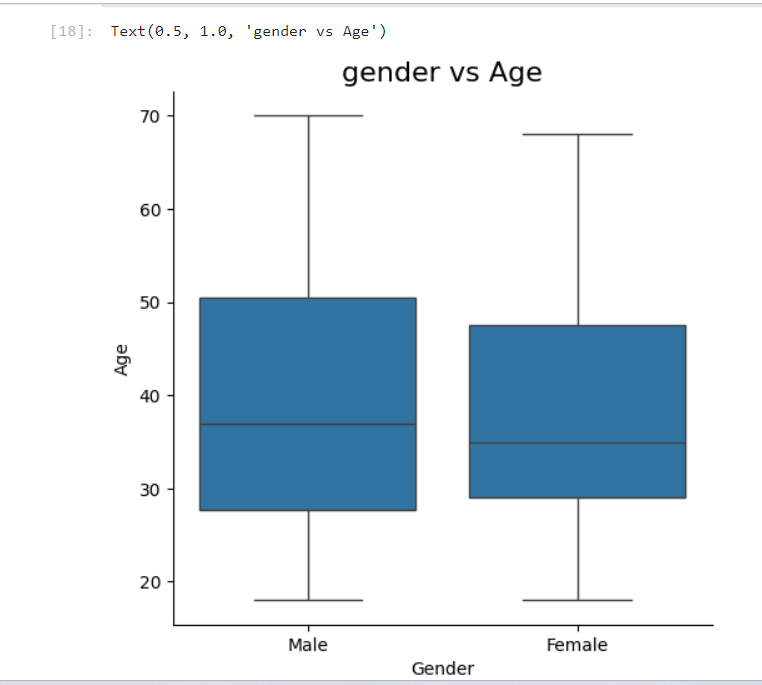 [18]: Text(0.5, 1.0, 'gender vs Age')
gender vs Age
70
60
50
40
30
20
Age
Male Female
Gender